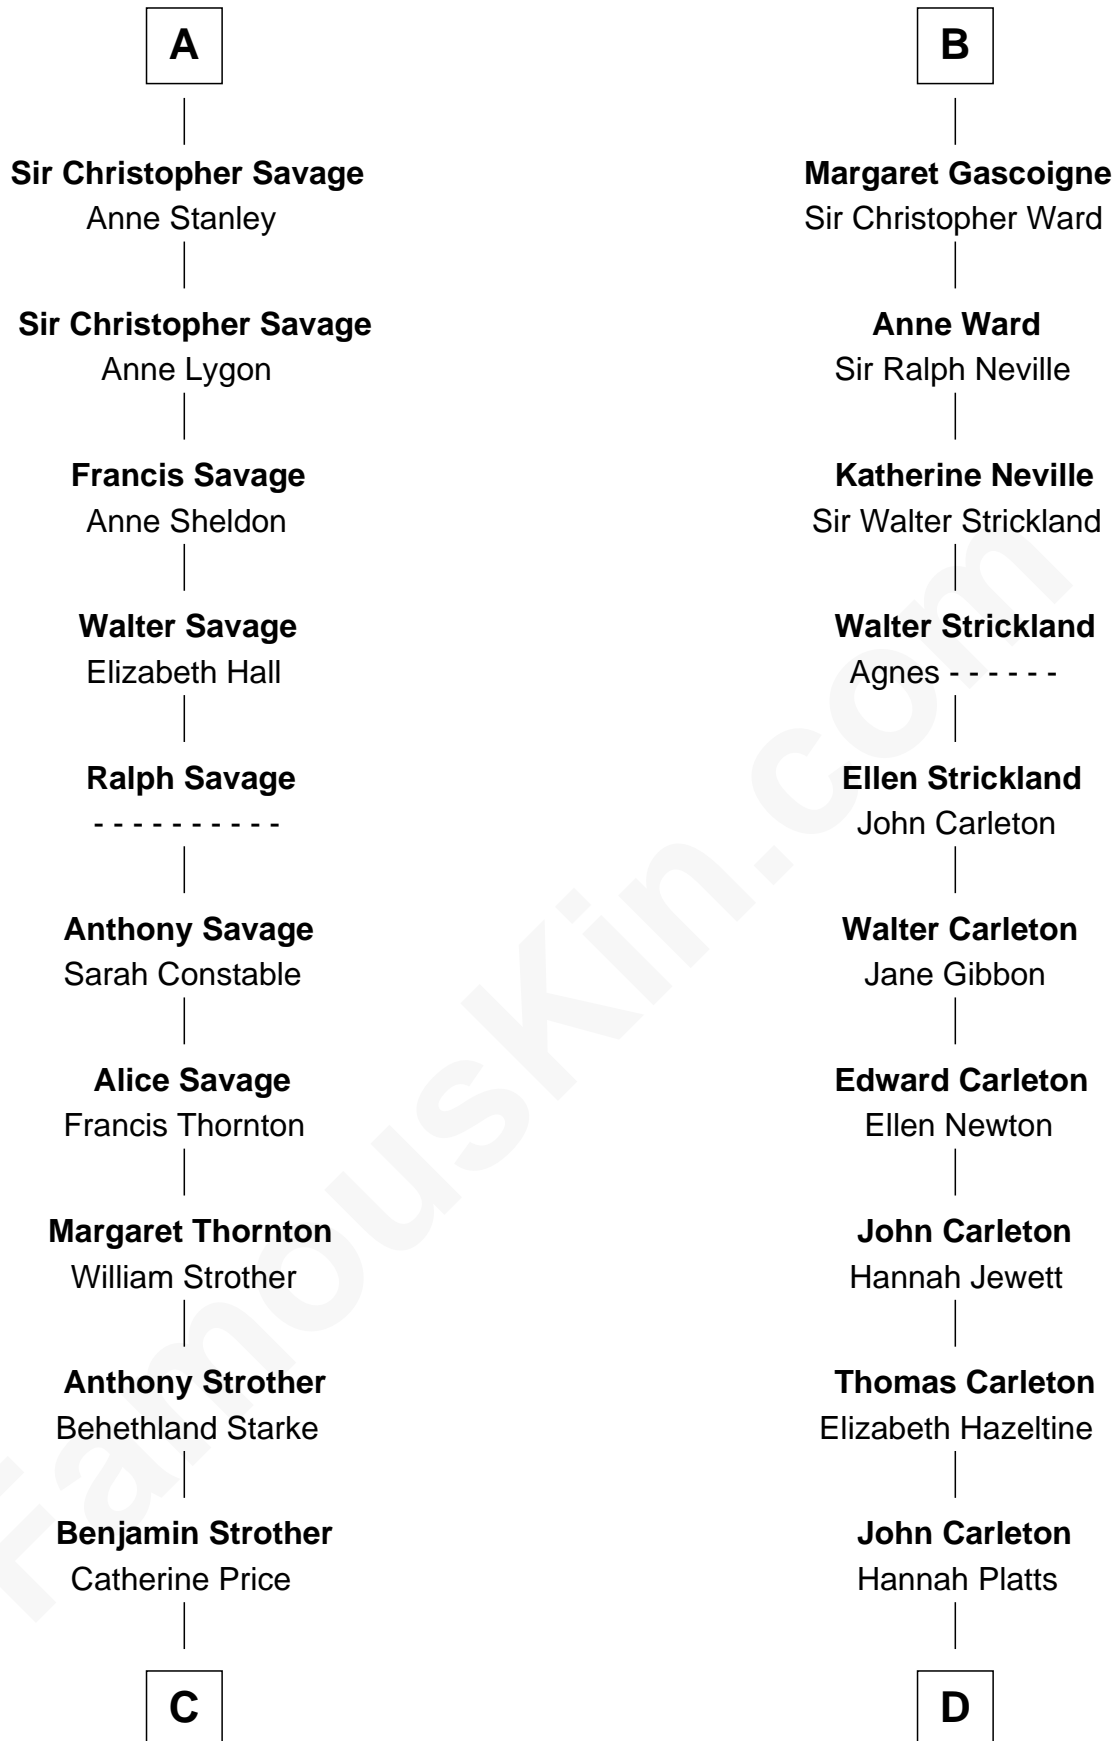 A
Sir Christopher Savage
Anne Stanley
Sir Christopher Savage
Anne Lygon
Francis Savage
Anne Sheldon
Walter Savage
Elizabeth Hall
Ralph Savage
- - - - - - - - - -
Anthony Savage
Sarah Constable
Alice Savage
Francis Thornton
Margaret Thornton
William Strother
Anthony Strother
Behethland Starke
Benjamin Strother
Catherine Price
C
B
Margaret Gascoigne
Sir Christopher Ward
Anne Ward
Sir Ralph Neville
Katherine Neville
Sir Walter Strickland
Walter Strickland
Agnes - - - - - -
Ellen Strickland
John Carleton
Walter Carleton
Jane Gibbon
Edward Carleton
Ellen Newton
John Carleton
Hannah Jewett
Thomas Carleton
Elizabeth Hazeltine
John Carleton
Hannah Platts
D
FamousKin.com